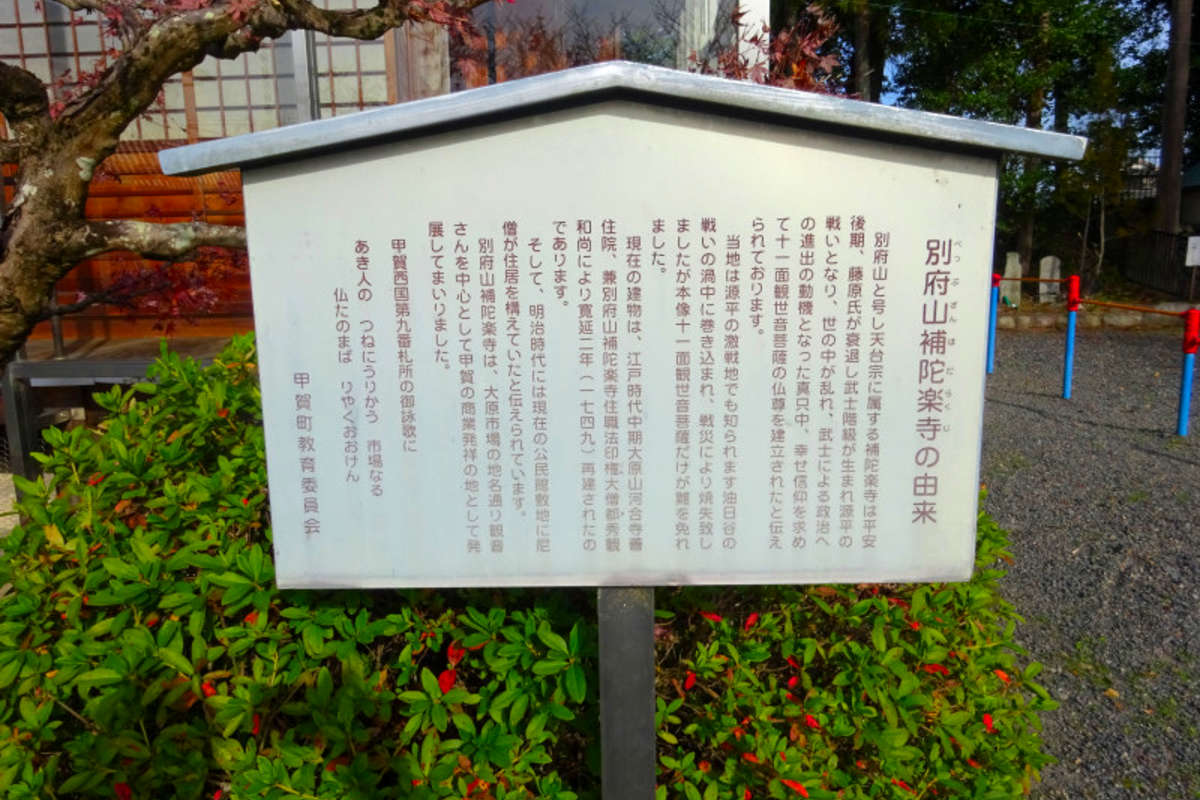 別府山補陀楽寺の由来
べっぷざんほだらくじ
別府山と号し天台宗に属する補陀楽寺は平安
後期、藤原氏が衰退し武士階級が生まれ源平の
戦いとなり、世の中が乱れ、武士による政治へ
の進出の動機となった真只中、幸せ信仰を求め
て十一面観世音菩薩の仏尊を建立されたと伝え
られております。
当地は源平の激戦地でも知られます油日谷の
戦いの渦中に巻き込まれ、戦災により焼失致し
ましたが本像十一面観世音菩薩だけが難を免れ
ました。
現在の建物は、江戸時代中期大原山河合寺善
住院、兼別府山補陀楽寺住職法印権大僧都秀観
和尚により寛延二年（一七四九）再建されたの
であります。
そして、明治時代には現在の公民館敷地に尼
僧が住居を構えていたと伝えられています。
別府山補陀楽寺は、大原市場の地名通り観音
さんを中心として甲賀の商業発祥の地として発
展してまいりました。
甲賀西国第九番札所の御詠歌に
あき人の　つねにうりかう　市場なる
仏たのまば　りやくおおけん
甲賀町教育委員会